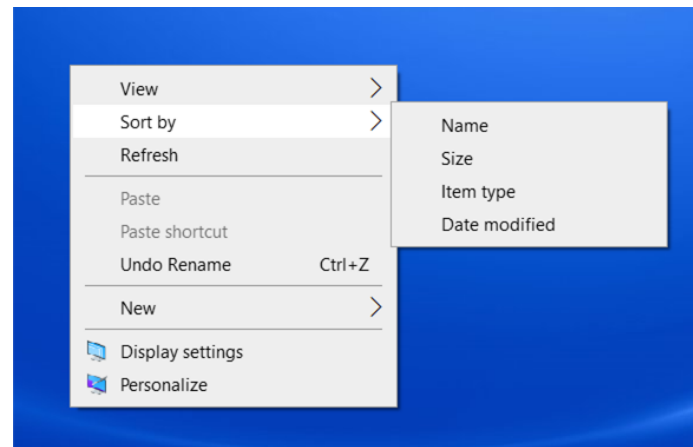 View
Sort by
Refresh
Paste
Paste shortcut
Undo Rename Ctrl+Z
New
Display settings
Personalize
Name
Size
Item type
Date modified